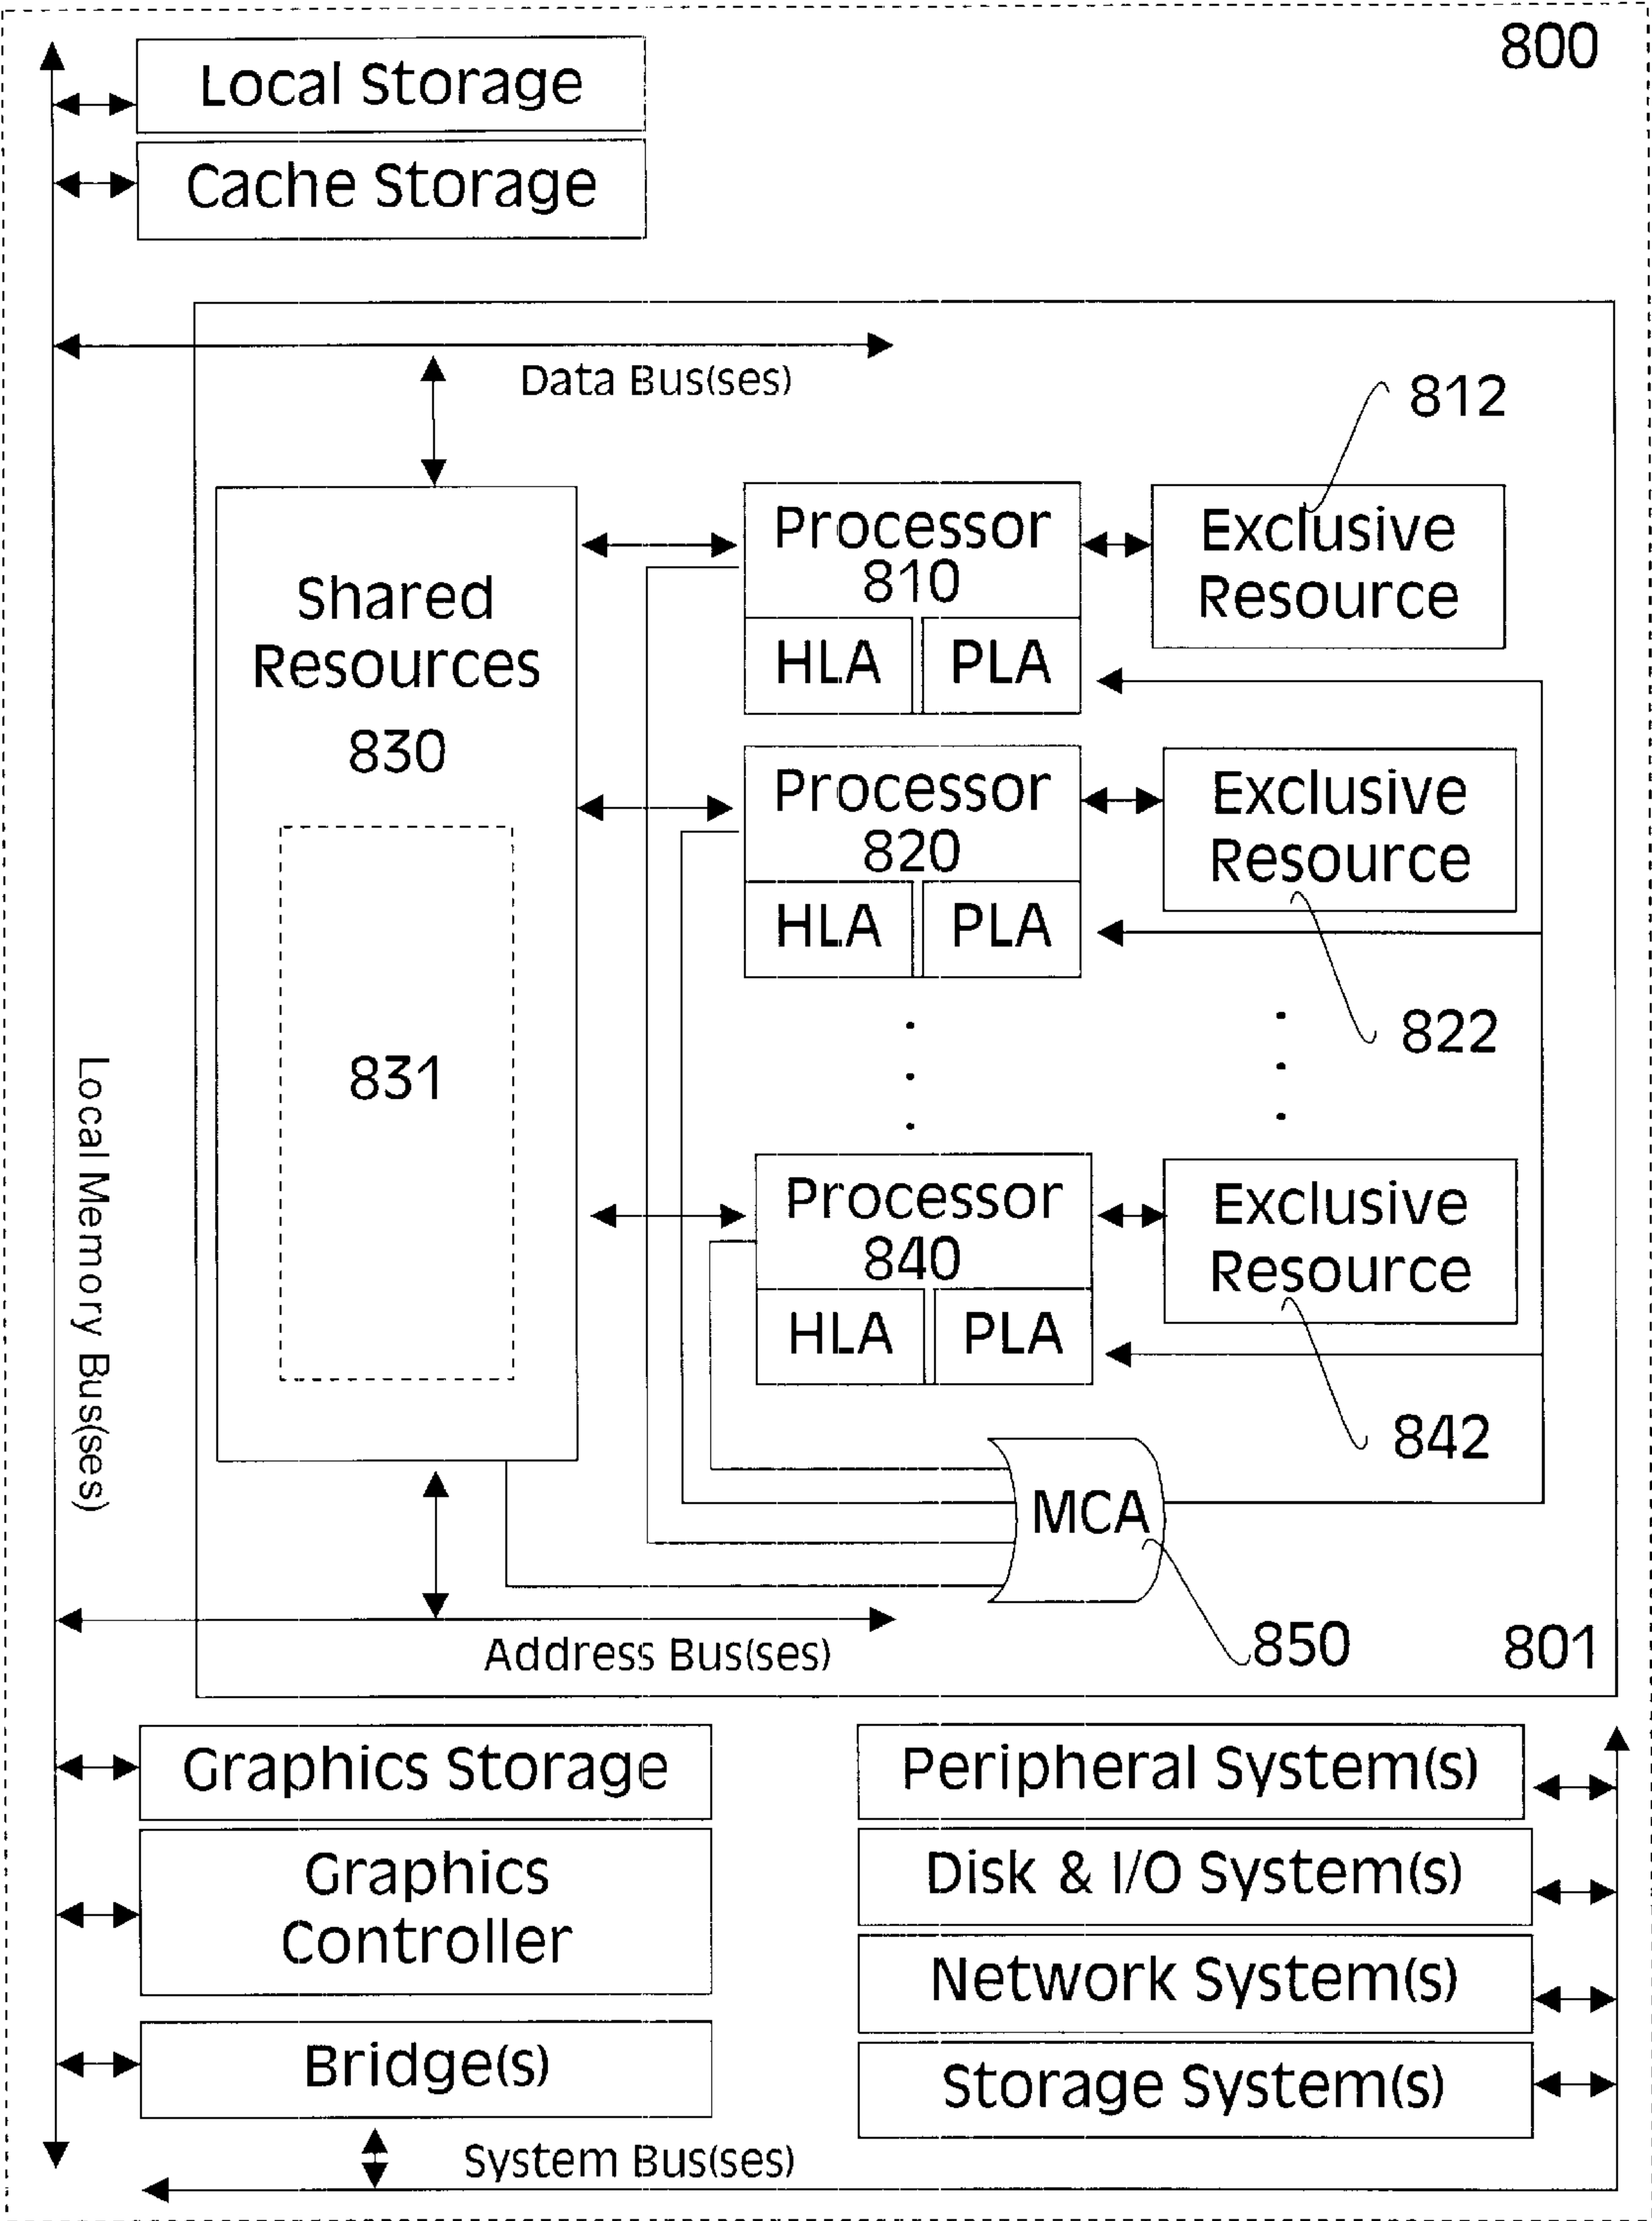 800
Local Storage
Cache Storage
Data Bus(ses)
812
Shared
Resources
830
831
Processor
810
HLA PLA
Exclusive
Resource
Processor
820
HLA PLA
Exclusive
Resource
822
Processor
840
HLA PLA
Exclusive
Resource
842
MCA
850
801
Address Bus(ses)
Local Memory Bus(ses)
Graphics Storage
Graphics
Controller
Bridge(s)
Peripheral System(s)
Disk & I/O System(s)
Network System(s)
Storage System(s)
System Bus(ses)